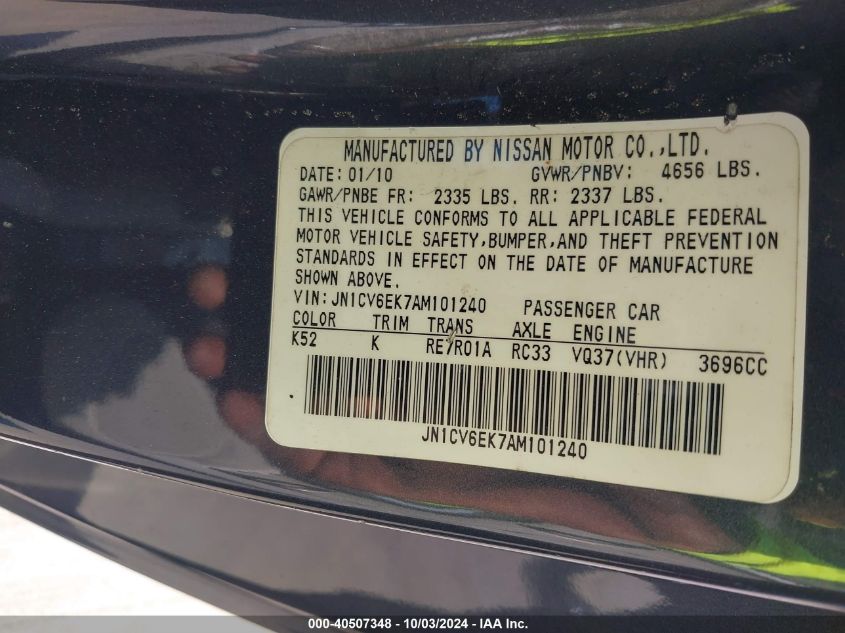 MANUFACTURED BY NISSAN MOTOR CO.,LTD.
DATE: 01/10 GVWR/PNBV: 4656 LBS.
GAWR/PNBE FR: 2335 LBS. RR: 2337 LBS.
THIS VEHICLE CONFORMS TO ALL APPLICABLE FEDERAL
MOTOR VEHICLE SAFETY,BUMPER,AND THEFT PREVENTION
STANDARDS IN EFFECT ON THE DATE OF MANUFACTURE
SHOWN ABOVE.
VIN: JN1CV6EK7AM101240 PASSENGER CAR
COLOR TRIM TRANS AXLE ENGINE
K52 K RE7R01A RC33 VQ37(VHR) 3696CC
JN1CV6EK7AM101240
000-40507348 - 10/03/2024 - IAA Inc.